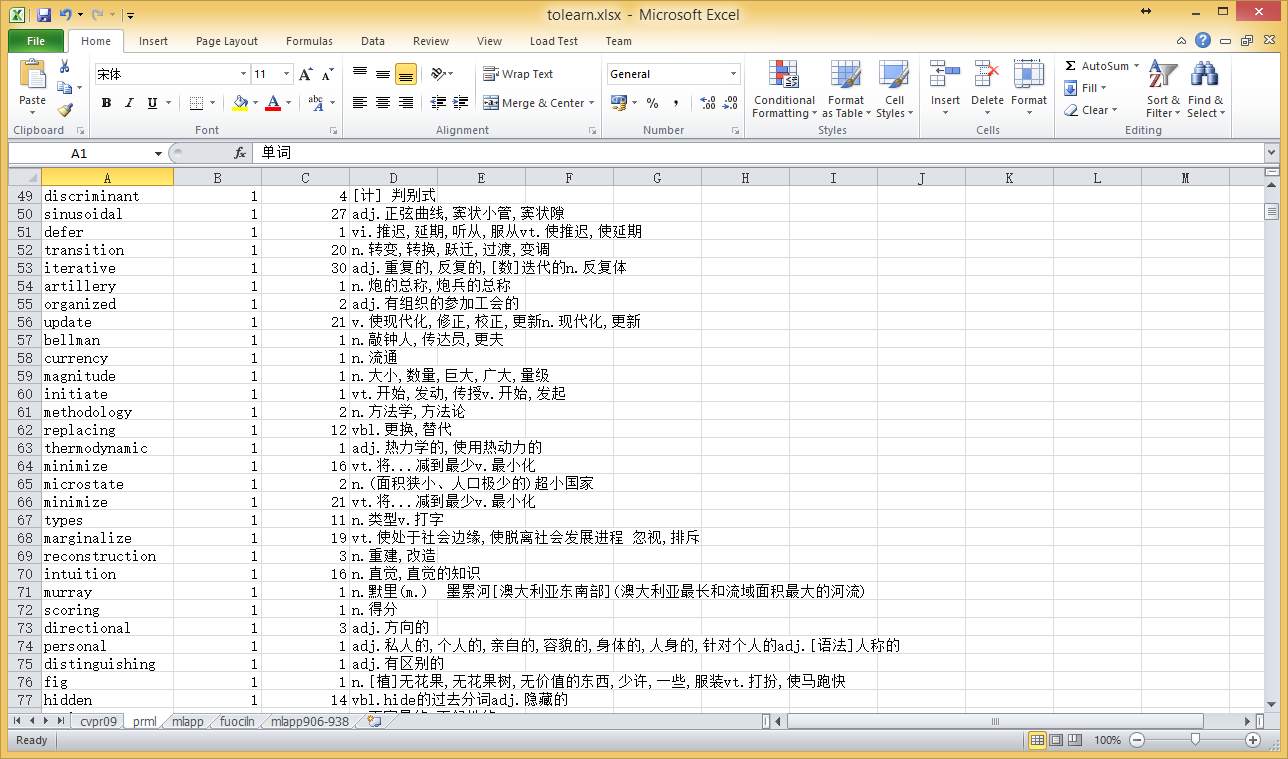 tolearn.xlsx - Microsoft Excel
File Home Insert Page Layout Formulas Data Review View Load Test Team
宋体 11 Wrap Text General Σ AutoSum
Paste B I U abc Merge & Center % , Conditional Formatting Format as Table Cell Styles Insert Delete Format Fill Clear Sort & Filter Find & Select
Clipboard Font Alignment Number Styles Cells Editing
A1 fx 单词
A B C D E F G H I J K L M
49 discriminant 1 4 [计] 判别式
50 sinusoidal 1 27 adj.正弦曲线,窦状小管,窦状隙
51 defer 1 1 vi.推迟,延期,听从,服从vt.使推迟,使延期
52 transition 1 20 n.转变,转换,跃迁,过渡,变调
53 iterative 1 30 adj.重复的,反复的,[数]迭代的n.反复体
54 artillery 1 1 n.炮的总称,炮兵的总称
55 organized 1 2 adj.有组织的参加工会的
56 update 1 21 v.使现代化,修正,校正,更新n.现代化,更新
57 bellman 1 1 n.敲钟人,传达员,更夫
58 currency 1 1 n.流通
59 magnitude 1 1 n.大小,数量,巨大,广大,量级
60 initiate 1 1 vt.开始,发动,传授v.开始,发起
61 methodology 1 2 n.方法学,方法论
62 replacing 1 12 vbl.更换,替代
63 thermodynamic 1 1 adj.热力学的,使用热动力的
64 minimize 1 16 vt.将...减到最少v.最小化
65 microstate 1 2 n.(面积狭小、人口极少的)超小国家
66 minimize 1 21 vt.将...减到最少v.最小化
67 types 1 11 n.类型v.打字
68 marginalize 1 19 vt.使处于社会边缘,使脱离社会发展进程 忽视,排斥
69 reconstruction 1 3 n.重建,改造
70 intuition 1 16 n.直觉,直觉的知识
71 murray 1 1 n.默里(m.) 墨累河[澳大利亚东南部](澳大利亚最长和流域面积最大的河流)
72 scoring 1 1 n.得分
73 directional 1 3 adj.方向的
74 personal 1 1 adj.私人的,个人的,亲自的,容貌的,身体的,人身的,针对个人的adj.[语法]人称的
75 distinguishing 1 1 adj.有区别的
76 fig 1 1 n.[植]无花果,无花果树,无价值的东西,少许,一些,服装vt.打扮,使马跑快
77 hidden 1 14 vbl.hide的过去分词adj.隐藏的
cvpr09 prml mlapp fuociln mlapp906-938
Ready 100%